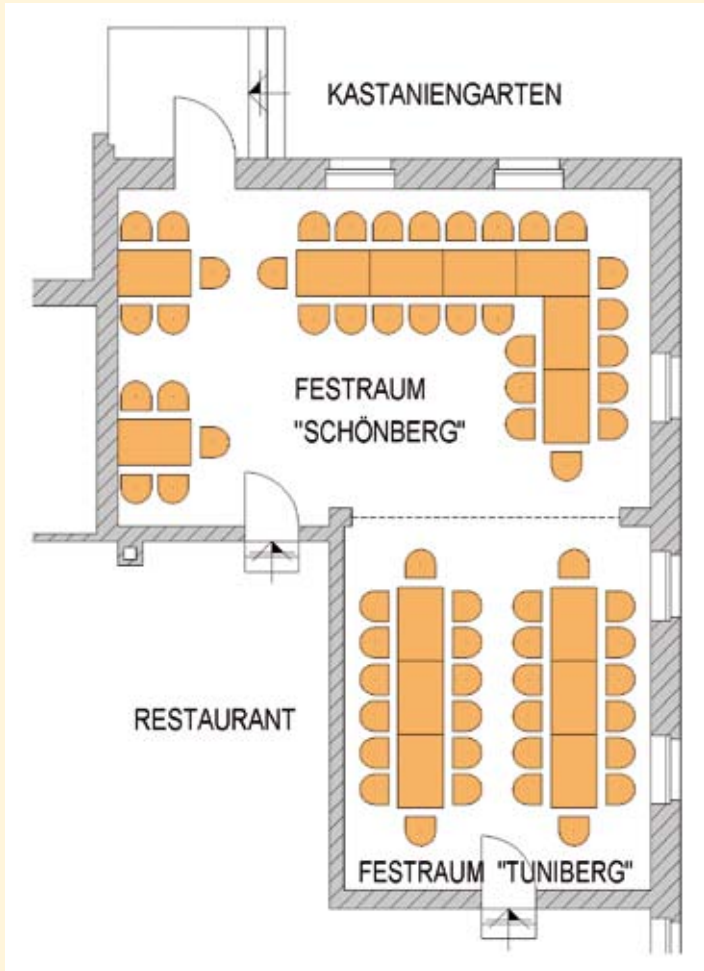 KASTANIENGARTEN
FESTRAUM
"SCHÖNBERG"
RESTAURANT
FESTRAUM "TUNIBERG"